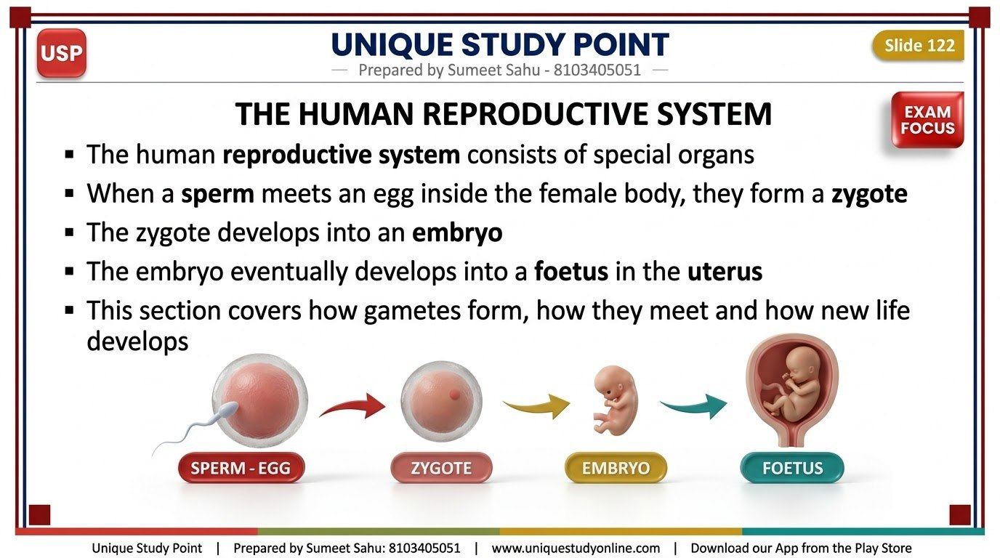 USP
UNIQUE STUDY POINT
Prepared by Sumeet Sahu - 8103405051
Slide 122
THE HUMAN REPRODUCTIVE SYSTEM
EXAM
FOCUS
▪ The human reproductive system consists of special organs
▪ When a sperm meets an egg inside the female body, they form a zygote
▪ The zygote develops into an embryo
▪ The embryo eventually develops into a foetus in the uterus
▪ This section covers how gametes form, how they meet and how new life
develops
SPERM - EGG
ZYGOTE
EMBRYO
FOETUS
Unique Study Point | Prepared by Sumeet Sahu: 8103405051 | www.uniquestudyonline.com | Download our App from the Play Store